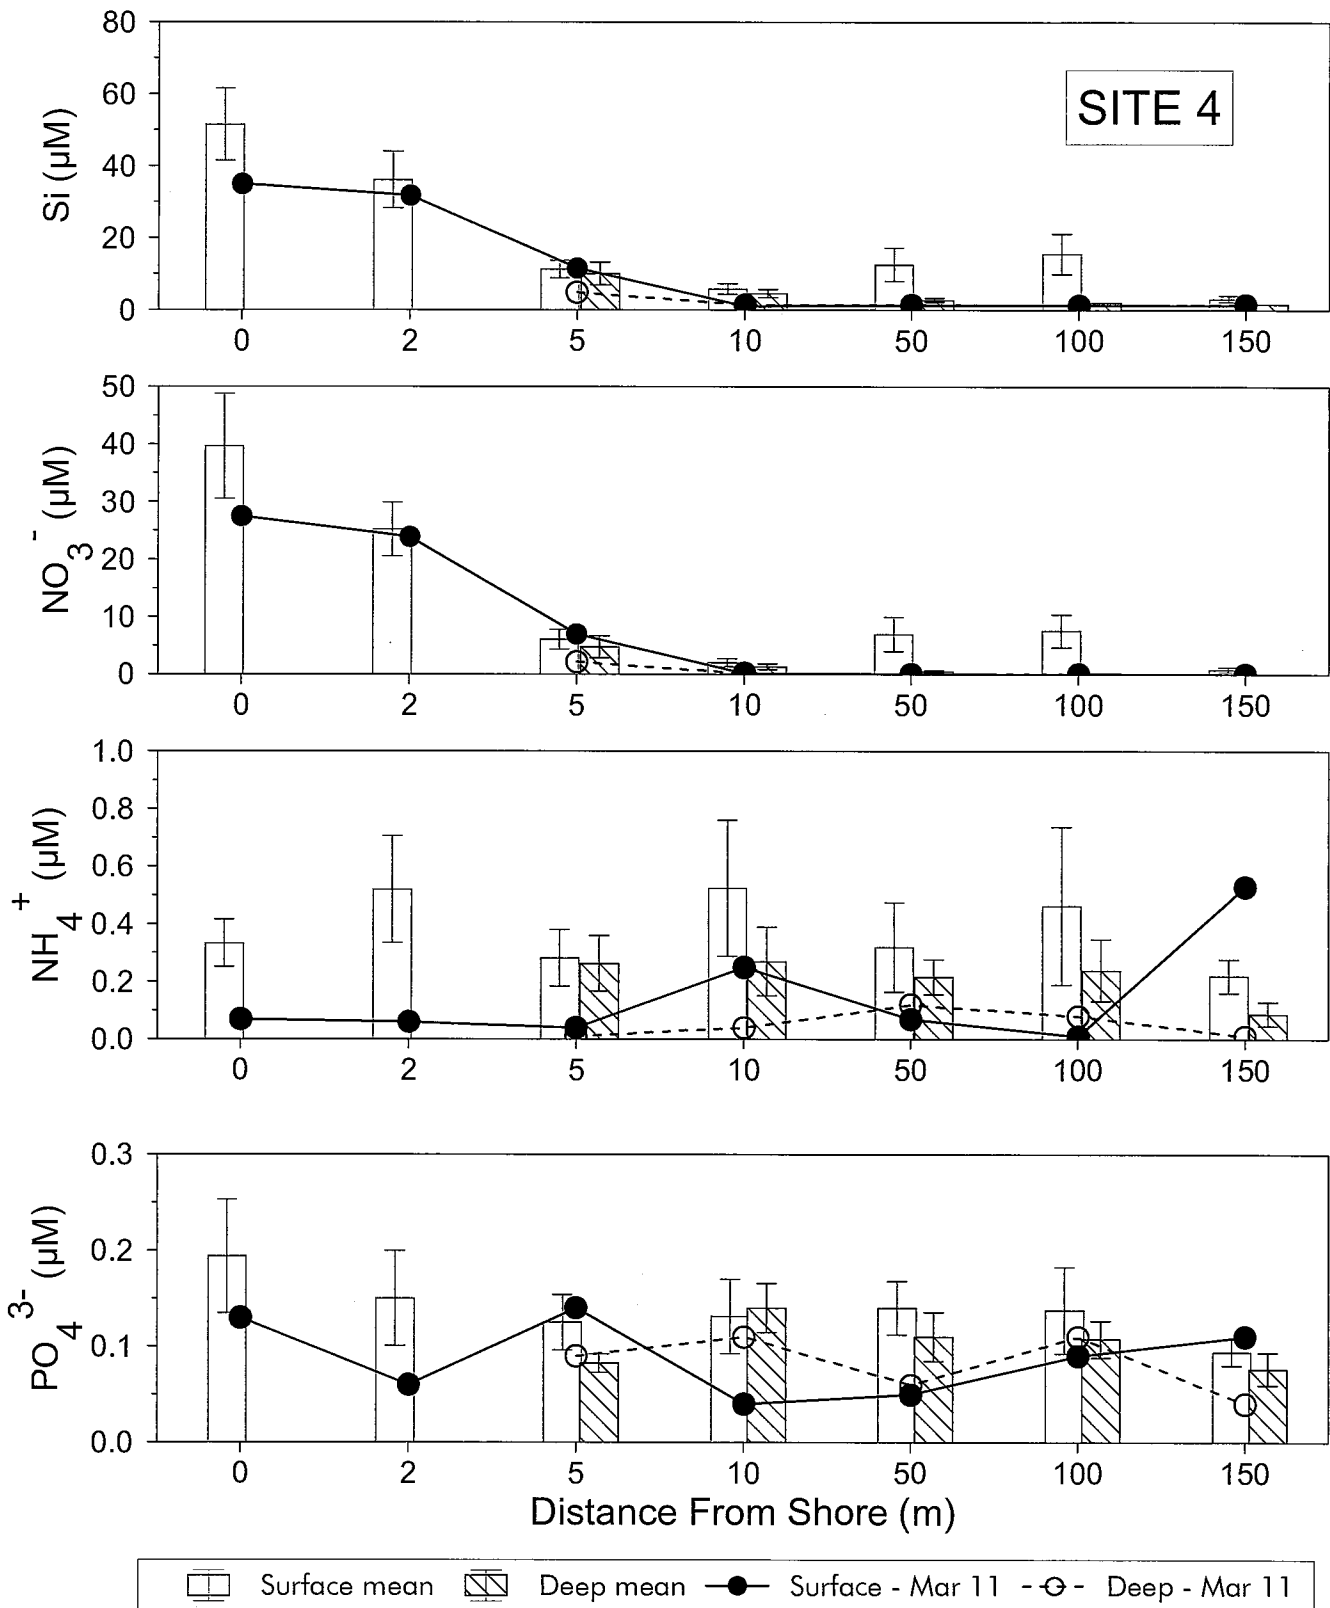 80
60
40
20
0
Si (µM)
SITE 4
0 2 5 10 50 100 150
50
40
30
20
10
0
NO3- (µM)
0 2 5 10 50 100 150
1.0
0.8
0.6
0.4
0.2
0.0
NH4+ (µM)
0 2 5 10 50 100 150
0.3
0.2
0.1
0.0
PO43- (µM)
0 2 5 10 50 100 150
Distance From Shore (m)
Surface mean Deep mean Surface - Mar 11 Deep - Mar 11